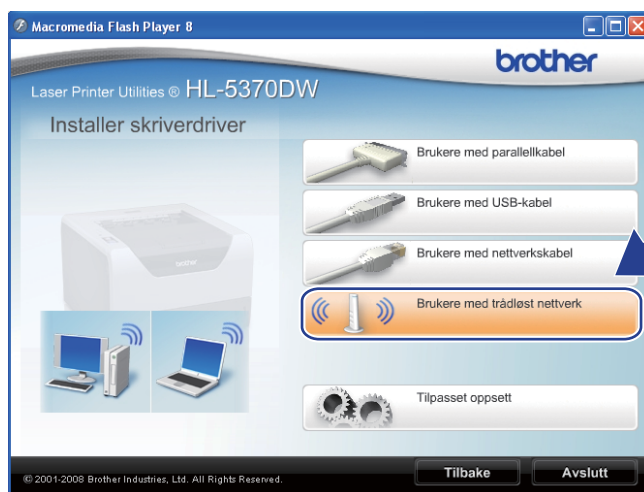 Macromedia Flash Player 8
brother
Laser Printer Utilities ® HL-5370DW
Installer skriverdriver
Brukere med parallellkabel
Brukere med USB-kabel
Brukere med nettverkskabel
Brukere med trådløst nettverk
Tilpasset oppsett
© 2001-2008 Brother Industries, Ltd. All Rights Reserved.
Tilbake
Avslutt